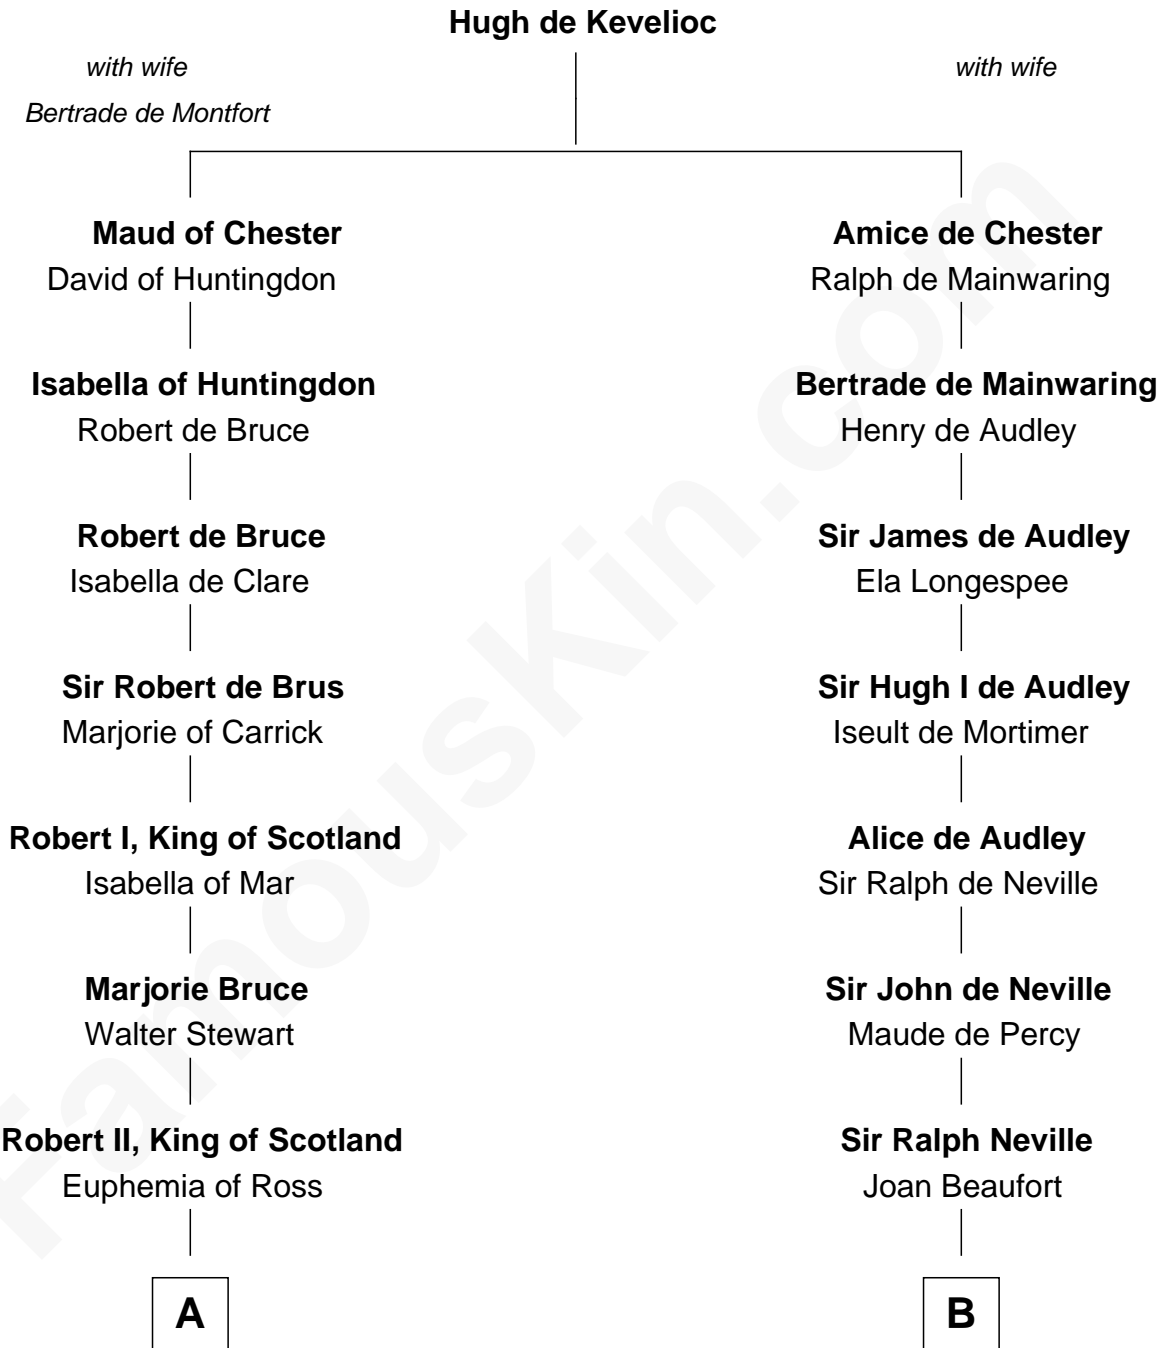 Hugh de Kevelioc
with wife
Bertrade de Montfort
with wife
Maud of Chester
David of Huntingdon
Amice de Chester
Ralph de Mainwaring
Isabella of Huntingdon
Robert de Bruce
Bertrade de Mainwaring
Henry de Audley
Robert de Bruce
Isabella de Clare
Sir James de Audley
Ela Longespee
Sir Robert de Brus
Marjorie of Carrick
Sir Hugh I de Audley
Iseult de Mortimer
Robert I, King of Scotland
Isabella of Mar
Alice de Audley
Sir Ralph de Neville
Marjorie Bruce
Walter Stewart
Sir John de Neville
Maude de Percy
Robert II, King of Scotland
Euphemia of Ross
Sir Ralph Neville
Joan Beaufort
A
B
FamousKin.com